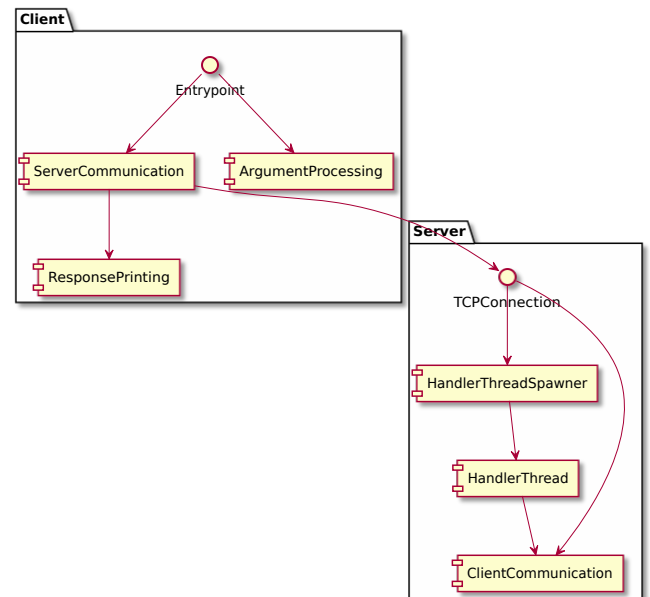 Client
Entrypoint
ServerCommunication
ArgumentProcessing
ResponsePrinting
Server
TCPConnection
HandlerThreadSpawner
HandlerThread
ClientCommunication